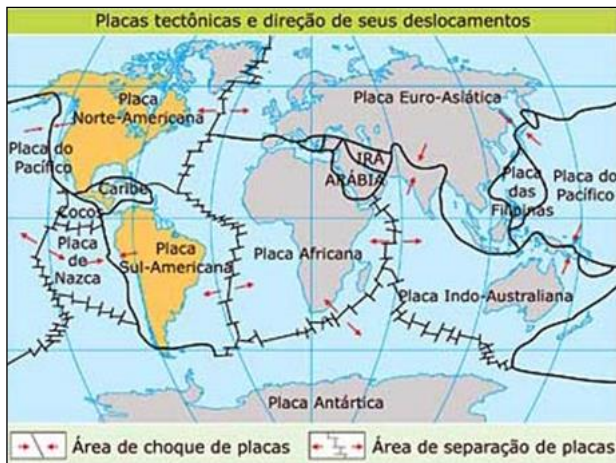 Placas tectônicas e direção de seus deslocamentos
Placa
Norte-Americana
Placa Euro-Asiática
Placa do
Pacífico
IRÃ
ARÁBIA
Caribe
Cocos
Placa
das
Filipinas
Placa do
Pacífico
Placa
de
Nazca
Placa
Sul-Americana
Placa Africana
Placa Indo-Australiana
Placa Antártica
Área de choque de placas
Área de separação de placas